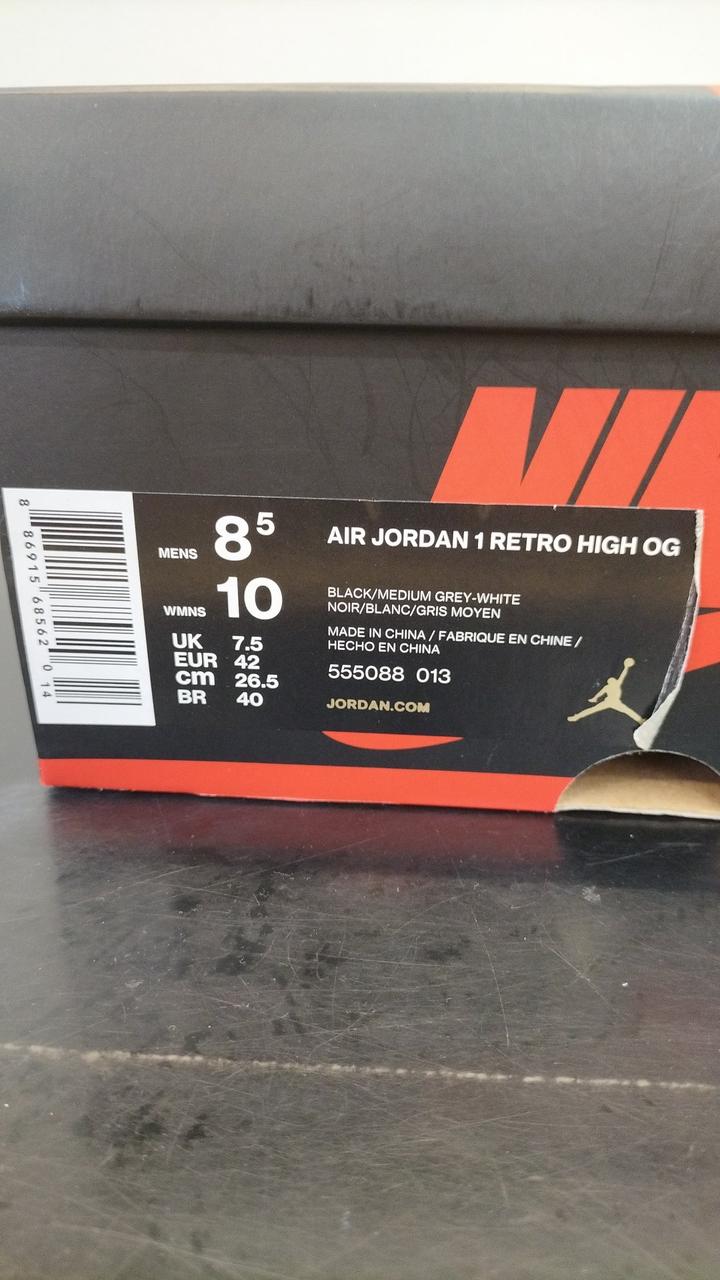 NIK
8 86915 68562 0 14
MENS 8⁵
WMNS 10
UK 7.5
EUR 42
cm 26.5
BR 40
AIR JORDAN 1 RETRO HIGH OG
BLACK/MEDIUM GREY-WHITE
NOIR/BLANC/GRIS MOYEN
MADE IN CHINA / FABRIQUE EN CHINE /
HECHO EN CHINA
555088 013
JORDAN.COM